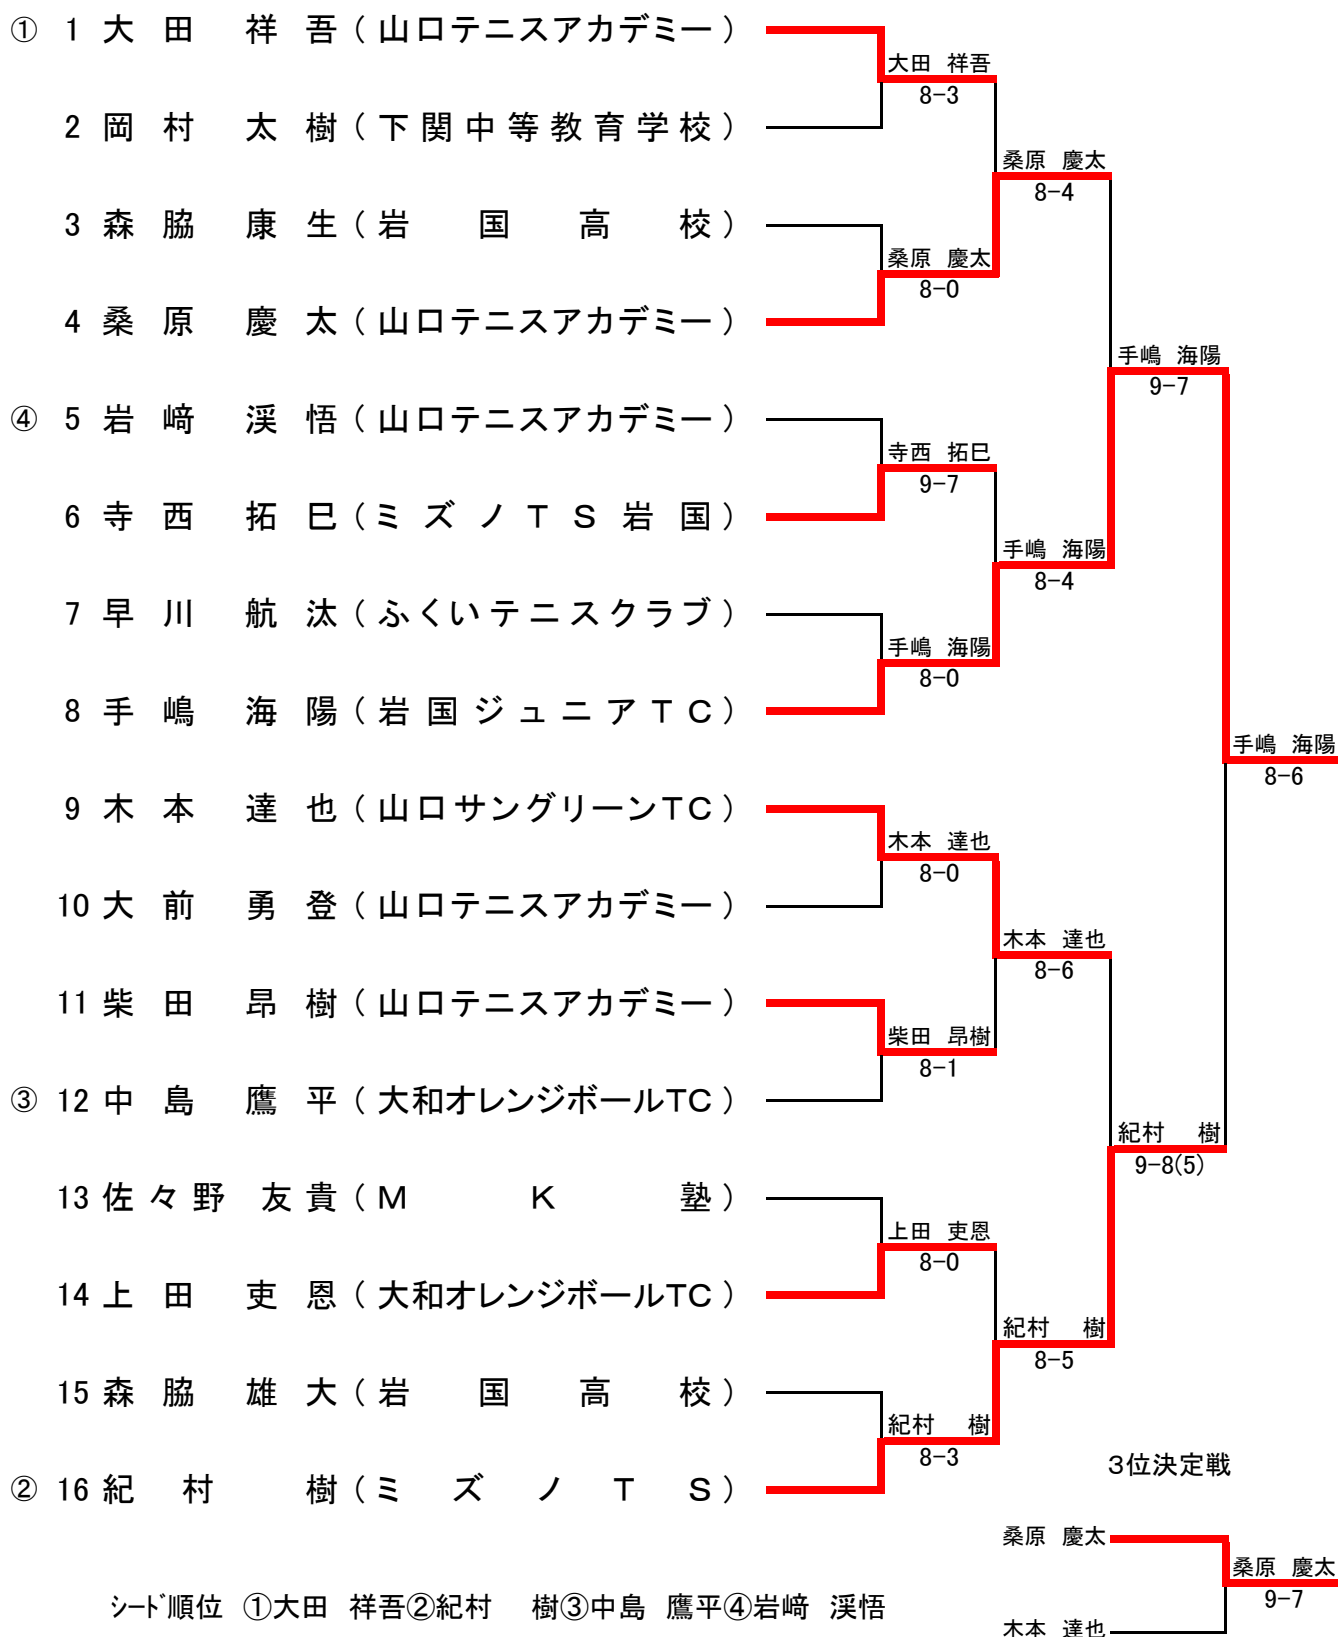 ① 1 大田 祥吾 (山口テニスアカデミー)
大田 祥吾
8-3
2 岡村 太樹 (下関中等教育学校)
桑原 慶太
8-4
3 森脇 康生 (岩国高校)
桑原 慶太
8-0
4 桑原 慶太 (山口テニスアカデミー)
手嶋 海陽
9-7
④ 5 岩﨑 渓悟 (山口テニスアカデミー)
寺西 拓巳
9-7
6 寺西 拓巳 (ミズノTS岩国)
手嶋 海陽
8-4
7 早川 航汰 (ふくいテニスクラブ)
手嶋 海陽
8-0
8 手嶋 海陽 (岩国ジュニアTC)
手嶋 海陽
8-6
9 木本 達也 (山口サングリーンTC)
木本 達也
8-0
10 大前 勇登 (山口テニスアカデミー)
木本 達也
8-6
11 柴田 昂樹 (山口テニスアカデミー)
柴田 昂樹
8-1
③ 12 中島 鷹平 (大和オレンジボールTC)
紀村 樹
9-8(5)
13 佐々野 友貴 (MK塾)
上田 吏恩
8-0
14 上田 吏恩 (大和オレンジボールTC)
紀村 樹
8-5
15 森脇 雄大 (岩国高校)
紀村 樹
8-3
② 16 紀村 樹 (ミズノTS)
3位決定戦
桑原 慶太
桑原 慶太
9-7
木本 達也
シード順位 ①大田 祥吾②紀村 樹③中島 鷹平④岩﨑 渓悟